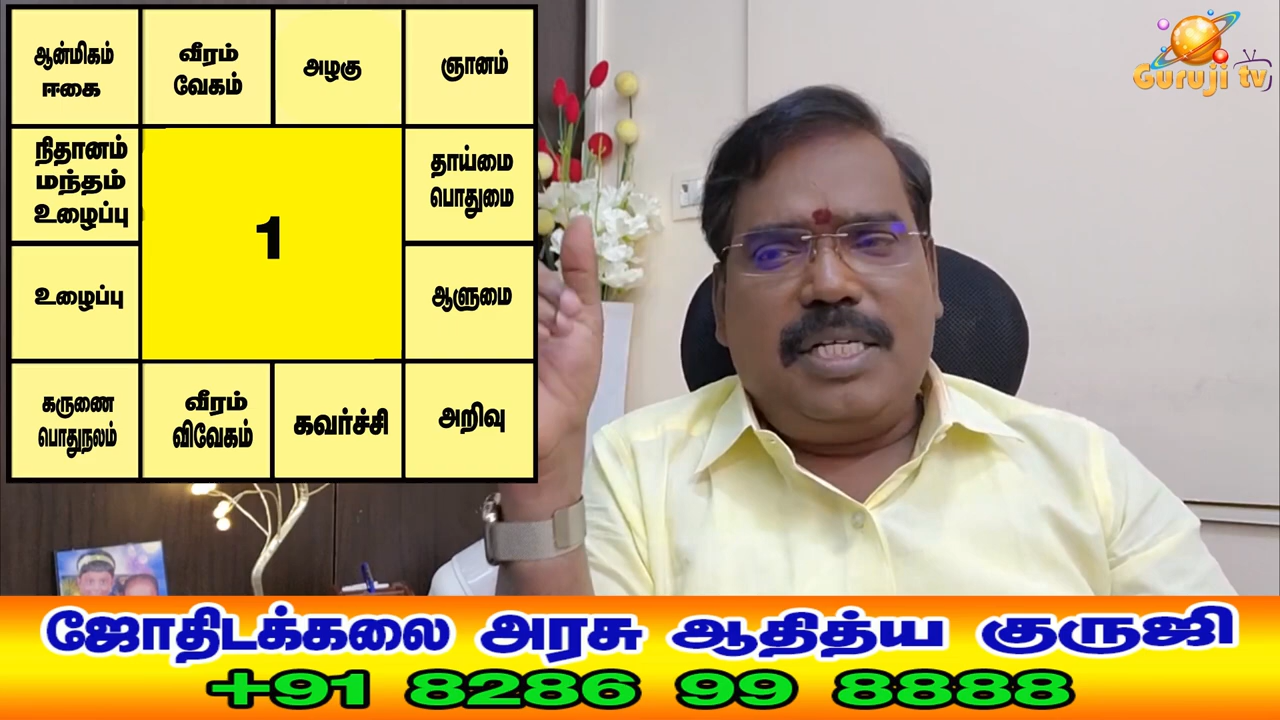 ஆன்மிகம்
ஈகை
வீரம்
வேகம்
அழகு
ஞானம்
Guruji tv
நிதானம்
மந்தம்
உழைப்பு
தாய்மை
பொதுமை
1
உழைப்பு
ஆளுமை
கருணை
பொதுநலம்
வீரம்
விவேகம்
கவர்ச்சி
அறிவு
ஜோதிடக்கலை அரசு ஆதித்ய குருஜி
+91 8286 99 8888